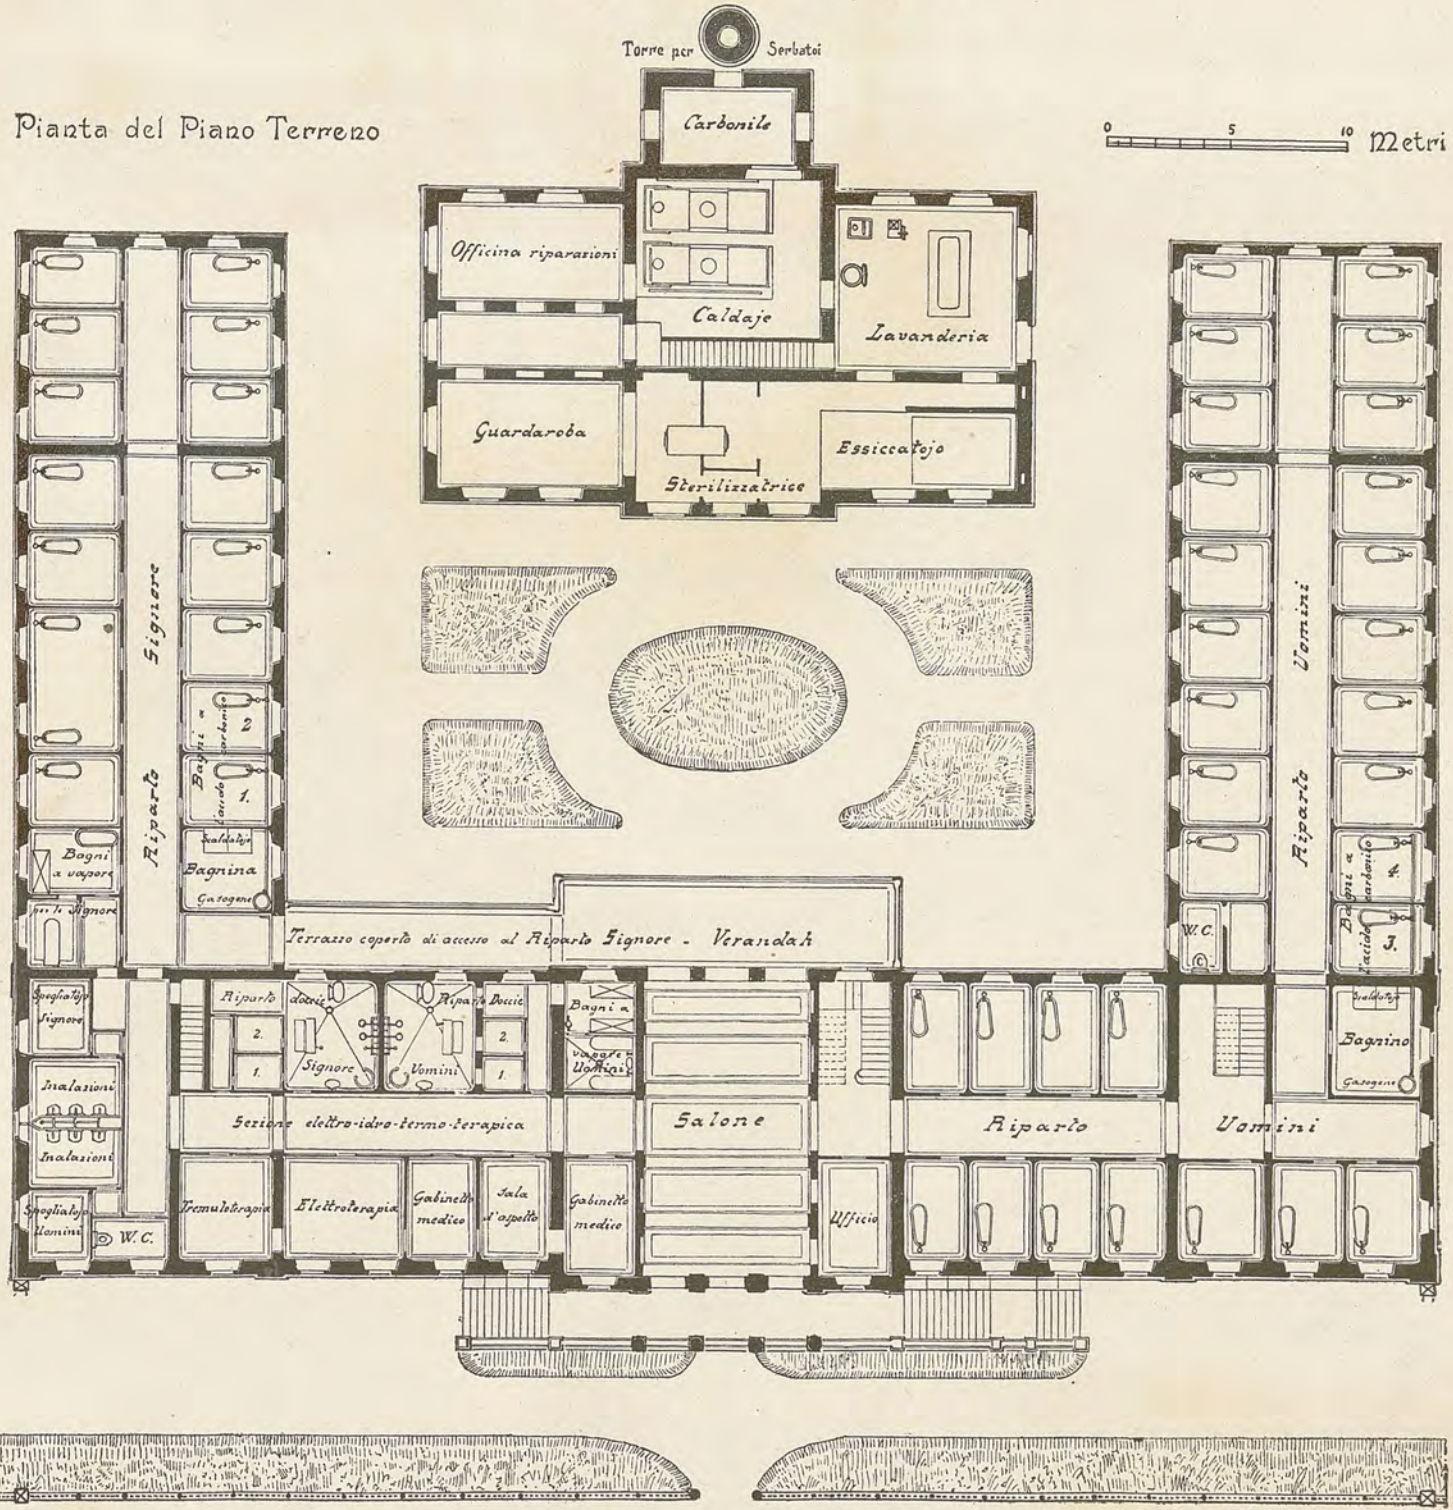 Torre per Serbatoi
Pianta del Piano Terreno
0 5 10 Metri
Carbonile
Officina riparazioni
Caldaje
Lavanderia
Guardaroba
Essiccatojo
Sterilizzatrice
Riparto Signore
Riparto Uomini
Bagni a
l'acido carbonico
2
1.
Bagni a vapore
per le Signore
Scaldatojo
Bagnina
Gasogeno
Bagni a
l'acido carbonico
4.
3.
W.C.
Terrazzo coperto di accesso al Riparto Signore - Verandah
Spogliatojo
Signore
Riparto doccie
2.
1.
Signore
Riparto Doccie
2.
1.
Uomini
Bagni a
vapore
Uomini
Scaldatojo
Bagnino
Gasogeno
Inalazioni
Inalazioni
Sezione elettro-idro-termo-terapica
Salone
Riparto Uomini
Spogliatojo
Uomini
W.C.
Tremuloterapia
Elettroterapia
Gabinetto
medico
Sala
d'aspetto
Gabinetto
medico
Ufficio